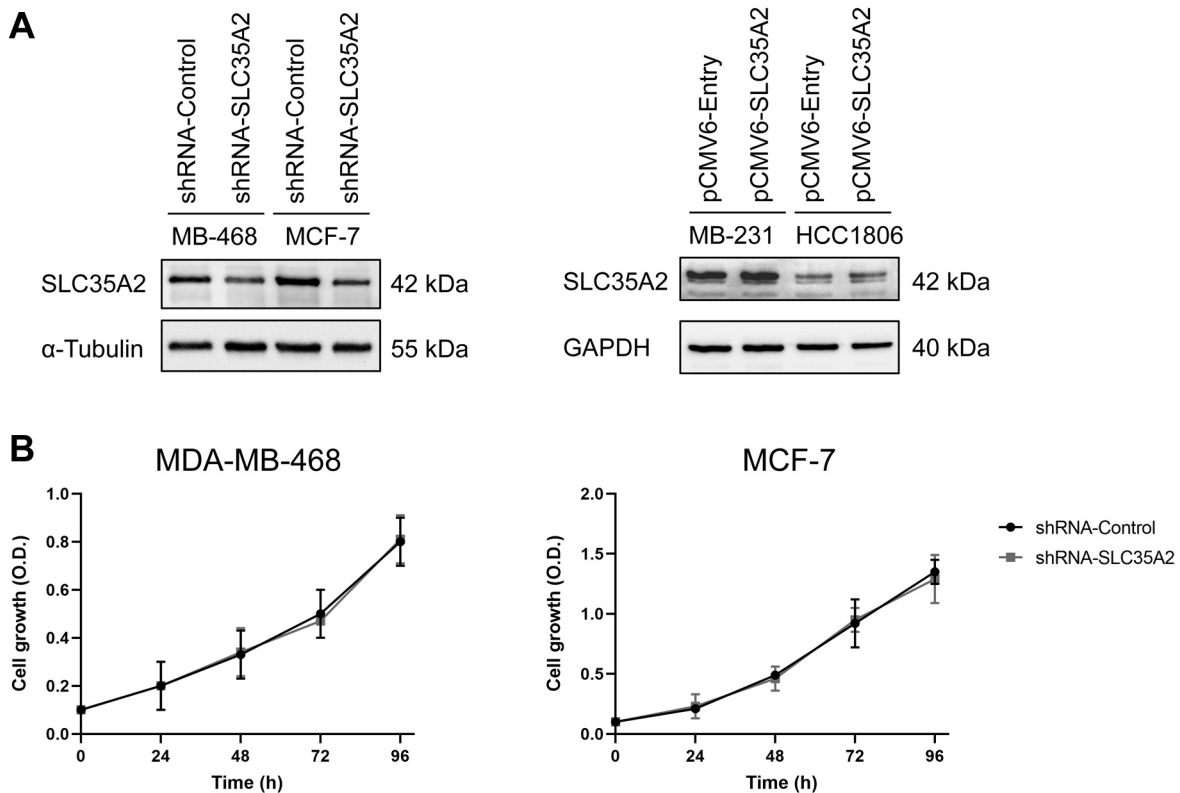 A
shRNA-Control
shRNA-SLC35A2
shRNA-Control
shRNA-SLC35A2
MB-468
MCF-7
SLC35A2
42 kDa
α-Tubulin
55 kDa
pCMV6-Entry
pCMV6-SLC35A2
pCMV6-Entry
pCMV6-SLC35A2
MB-231
HCC1806
SLC35A2
42 kDa
GAPDH
40 kDa
B
MDA-MB-468
Cell growth (O.D.)
1.0
0.8
0.6
0.4
0.2
0.0
0 24 48 72 96
Time (h)
MCF-7
Cell growth (O.D.)
2.0
1.5
1.0
0.5
0.0
0 24 48 72 96
Time (h)
shRNA-Control
shRNA-SLC35A2